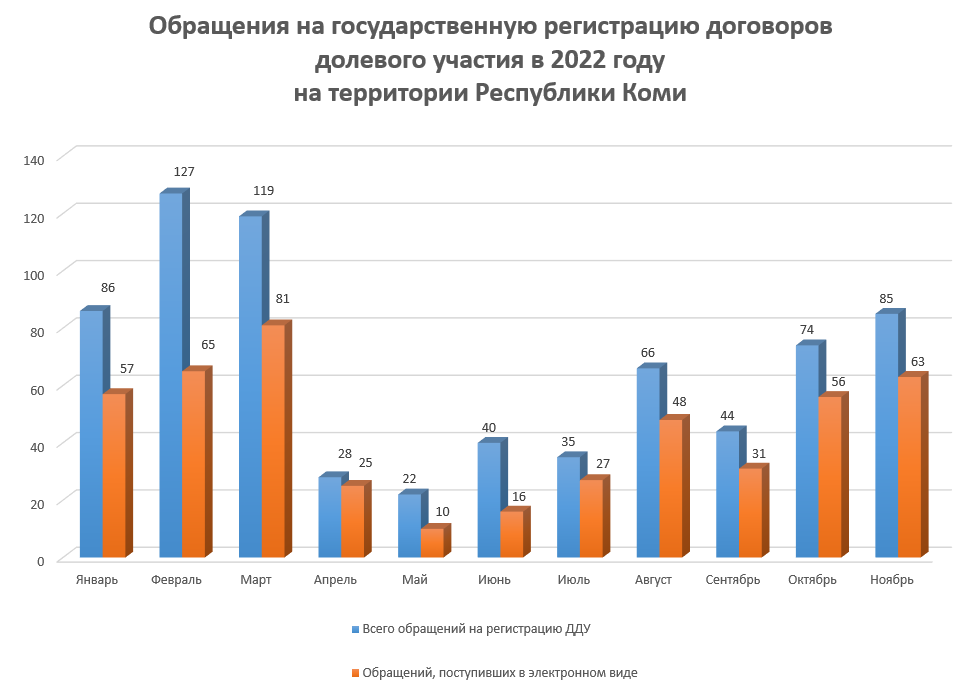 Обращения на государственную регистрацию договоров
долевого участия в 2022 году
на территории Республики Коми
140
120
100
80
60
40
20
0
86
57
127
65
119
81
28
25
22
10
40
16
35
27
66
48
44
31
74
56
85
63
Январь
Февраль
Март
Апрель
Май
Июнь
Июль
Август
Сентябрь
Октябрь
Ноябрь
Всего обращений на регистрацию ДДУ
Обращений, поступивших в электронном виде